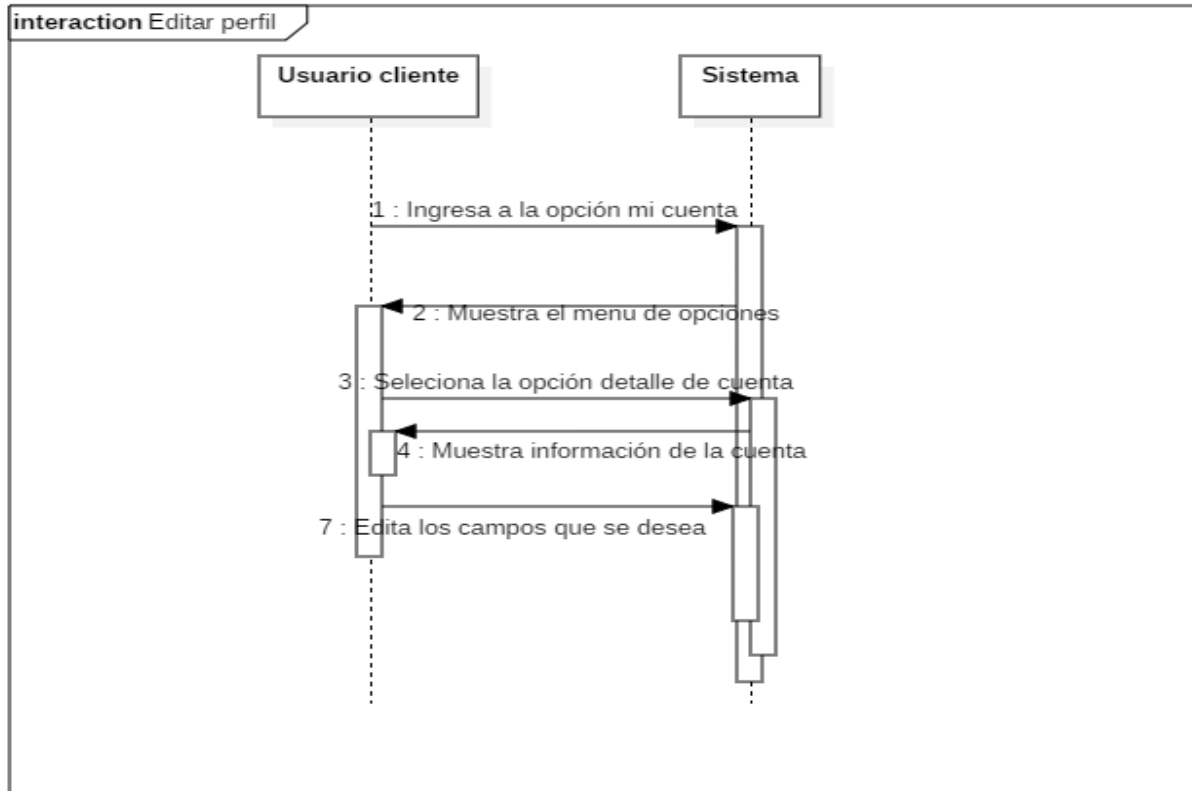 interaction Editar perfil
Usuario cliente
Sistema
1 : Ingresa a la opción mi cuenta
2 : Muestra el menu de opciones
3 : Seleciona la opción detalle de cuenta
4 : Muestra información de la cuenta
7 : Edita los campos que se desea